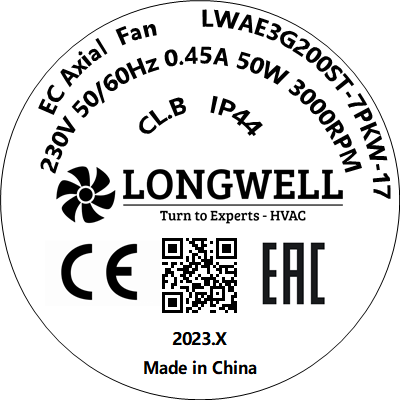 EC Axial Fan LWAE3G200ST-7PKW-17
230V 50/60Hz 0.45A 50W 3000RPM
CL.B IP44
LONGWELL
Turn to Experts - HVAC
CE
EAC
2023.X
Made in China